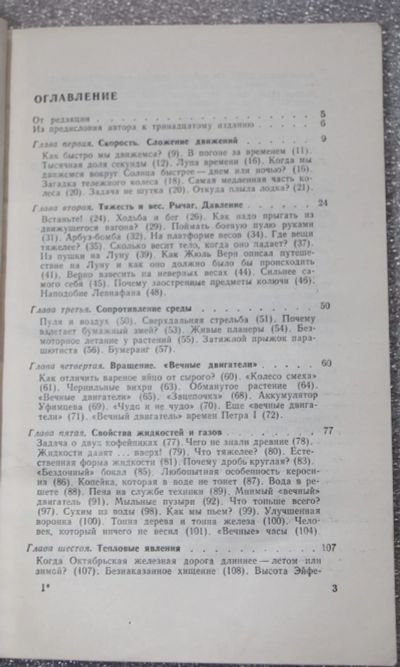 ОГЛАВЛЕНИЕ
От редакции . . . . . . . . . . . . . . . . 5
Из предисловия автора к тринадцатому изданию . . . . . . 6
Глава первая. Скорость. Сложение движений . . . . . . 9
Как быстро мы движемся? (9). В погоне за временем (11).
Тысячная доля секунды (12). Лупа времени (16). Когда мы
движемся вокруг Солнца быстрее — днем или ночью? (16).
Загадка тележного колеса (18). Самая медленная часть ко-
леса (20). Задача не шутка (20). Откуда плыла лодка? (21).
Глава вторая. Тяжесть и вес. Рычаг. Давление . . . . . 24
Встаньте! (24). Ходьба и бег (26). Как надо прыгать из
движущегося вагона? (29). Поймать боевую пулю руками
(31). Арбуз-бомба (32). На платформе весов (34). Где вещи
тяжелее? (35). Сколько весит тело, когда оно падает? (37).
Из пушки на Луну (39). Как Жюль Верн описал путеше-
ствие на Луну и как оно должно было бы происходить
(41). Верно взвесить на неверных весах (44). Сильнее са-
мого себя (45). Почему заостренные предметы колючи (46).
Наподобие Левиафана (48).
Глава третья. Сопротивление среды . . . . . . . . 50
Пуля и воздух (50). Сверхдальняя стрельба (51). Почему
взлетает бумажный змей? (53). Живые планеры (54). Без-
моторное летание у растений (55). Затяжной прыжок пара-
шютиста (56). Бумеранг (57).
Глава четвертая. Вращение. «Вечные двигатели» . . . . . 60
Как отличить вареное яйцо от сырого? (60). «Колесо смеха»
(61). Чернильные вихри (63). Обманутое растение (64).
«Вечные двигатели» (65). «Зацепочка» (68). Аккумулятор
Уфимцева (69). «Чудо и не чудо» (70). Еще «вечные двига-
тели» (71). «Вечный двигатель» времен Петра I (72).
Глава пятая. Свойства жидкостей и газов . . . . . . . 77
Задача о двух кофейниках (77). Чего не знали древние (78).
Жидкости давят ... вверх! (79). Что тяжелее? (80). Есте-
ственная форма жидкости (81). Почему дробь круглая? (83).
«Бездонный» бокал (85). Любопытная особенность кероси-
на (86). Копейка, которая в воде не тонет (87). Вода в ре-
шете (88). Пена на службе техники (89). Мнимый «вечный»
двигатель (91). Мыльные пузыри (92). Что тоньше всего?
(97). Сухим из воды (98). Как мы пьем? (99). Улучшенная
воронка (100). Тонна дерева и тонна железа (100). Чело-
век, который ничего не весил (101). «Вечные» часы (104).
Глава шестая. Тепловые явления . . . . . . . . . . 107
Когда Октябрьская железная дорога длиннее — летом или
зимой? (107). Безнаказанное хищение (108). Высота Эйфе-
1* 3